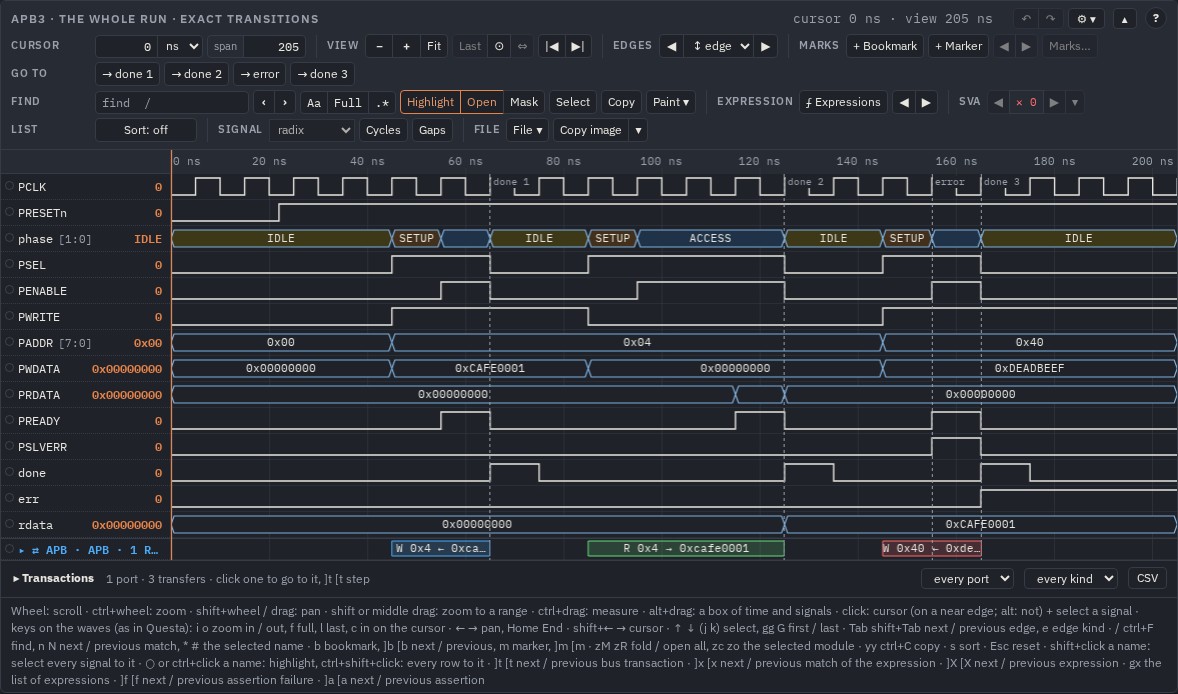 APB3 · THE WHOLE RUN · EXACT TRANSITIONS
cursor 0 ns · view 205 ns
⚙ ▾ ▲ ?
CURSOR 0 ns span 205 VIEW − + Fit Last EDGES ◀ ↕ edge ▶ MARKS + Bookmark + Marker ◀ ▶ Marks…
GO TO → done 1 → done 2 → error → done 3
FIND find / ‹ › Aa Full .* Highlight Open Mask Select Copy Paint ▾ EXPRESSION ƒ Expressions ◀ ▶ SVA ◀ × 0 ▶ ▾
LIST Sort: off SIGNAL radix Cycles Gaps FILE File ▾ Copy image ▾
0 ns 20 ns 40 ns 60 ns 80 ns 100 ns 120 ns 140 ns 160 ns 180 ns 200 ns
PCLK 0 done 1 done 2 error done 3
PRESETn 0
phase [1:0] IDLE IDLE SETUP IDLE SETUP ACCESS IDLE SETUP IDLE
PSEL 0
PENABLE 0
PWRITE 0
PADDR [7:0] 0x00 0x00 0x04 0x40
PWDATA 0x00000000 0x00000000 0xCAFE0001 0x00000000 0xDEADBEEF
PRDATA 0x00000000 0x00000000 0x00000000
PREADY 0
PSLVERR 0
done 0
err 0
rdata 0x00000000 0x00000000 0xCAFE0001
▸ ⇄ APB · APB · 1 R… W 0x4 ← 0xca… R 0x4 → 0xcafe0001 W 0x40 ← 0xde…
▸ Transactions 1 port · 3 transfers · click one to go to it, ]t [t step every port every kind CSV
Wheel: scroll · ctrl+wheel: zoom · shift+wheel / drag: pan · shift or middle drag: zoom to a range · ctrl+drag: measure · alt+drag: a box of time and signals · click: cursor (on a near edge; alt: not) + select a signal ·
keys on the waves (as in Questa): i o zoom in / out, f full, l last, c in on the cursor · ←→ pan, Home End · shift+←→ cursor · ↑ ↓ (j k) select, gg G first / last · Tab shift+Tab next / previous edge, e edge kind · / ctrl+F
find, n N next / previous match, * # the selected name · b bookmark, ]b [b next / previous, m marker, ]m [m · zM zR fold / open all, zc zo the selected module · yy ctrl+C copy · s sort · Esc reset · shift+click a name:
select every signal to it · ○ or ctrl+click a name: highlight, ctrl+shift+click: every row to it · ]t [t next / previous bus transaction · ]x [x next / previous match of the expression · ]X [X next / previous expression · gx the
list of expressions · ]f [f next / previous assertion failure · ]a [a next / previous assertion